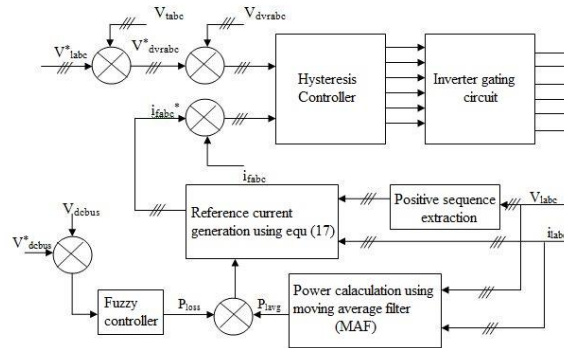 Vtabc
Vdvrabc
V*labc
V*dvrabc
Hysteresis
Controller
Inverter gating
circuit
ifabc*
ifabc
Vdcbus
V*dcbus
Reference current
generation using equ (17)
Positive sequence
extraction
Vlabc
ilabc
Fuzzy
controller
Ploss
Plavg
Power calaculation using
moving average filter
(MAF)